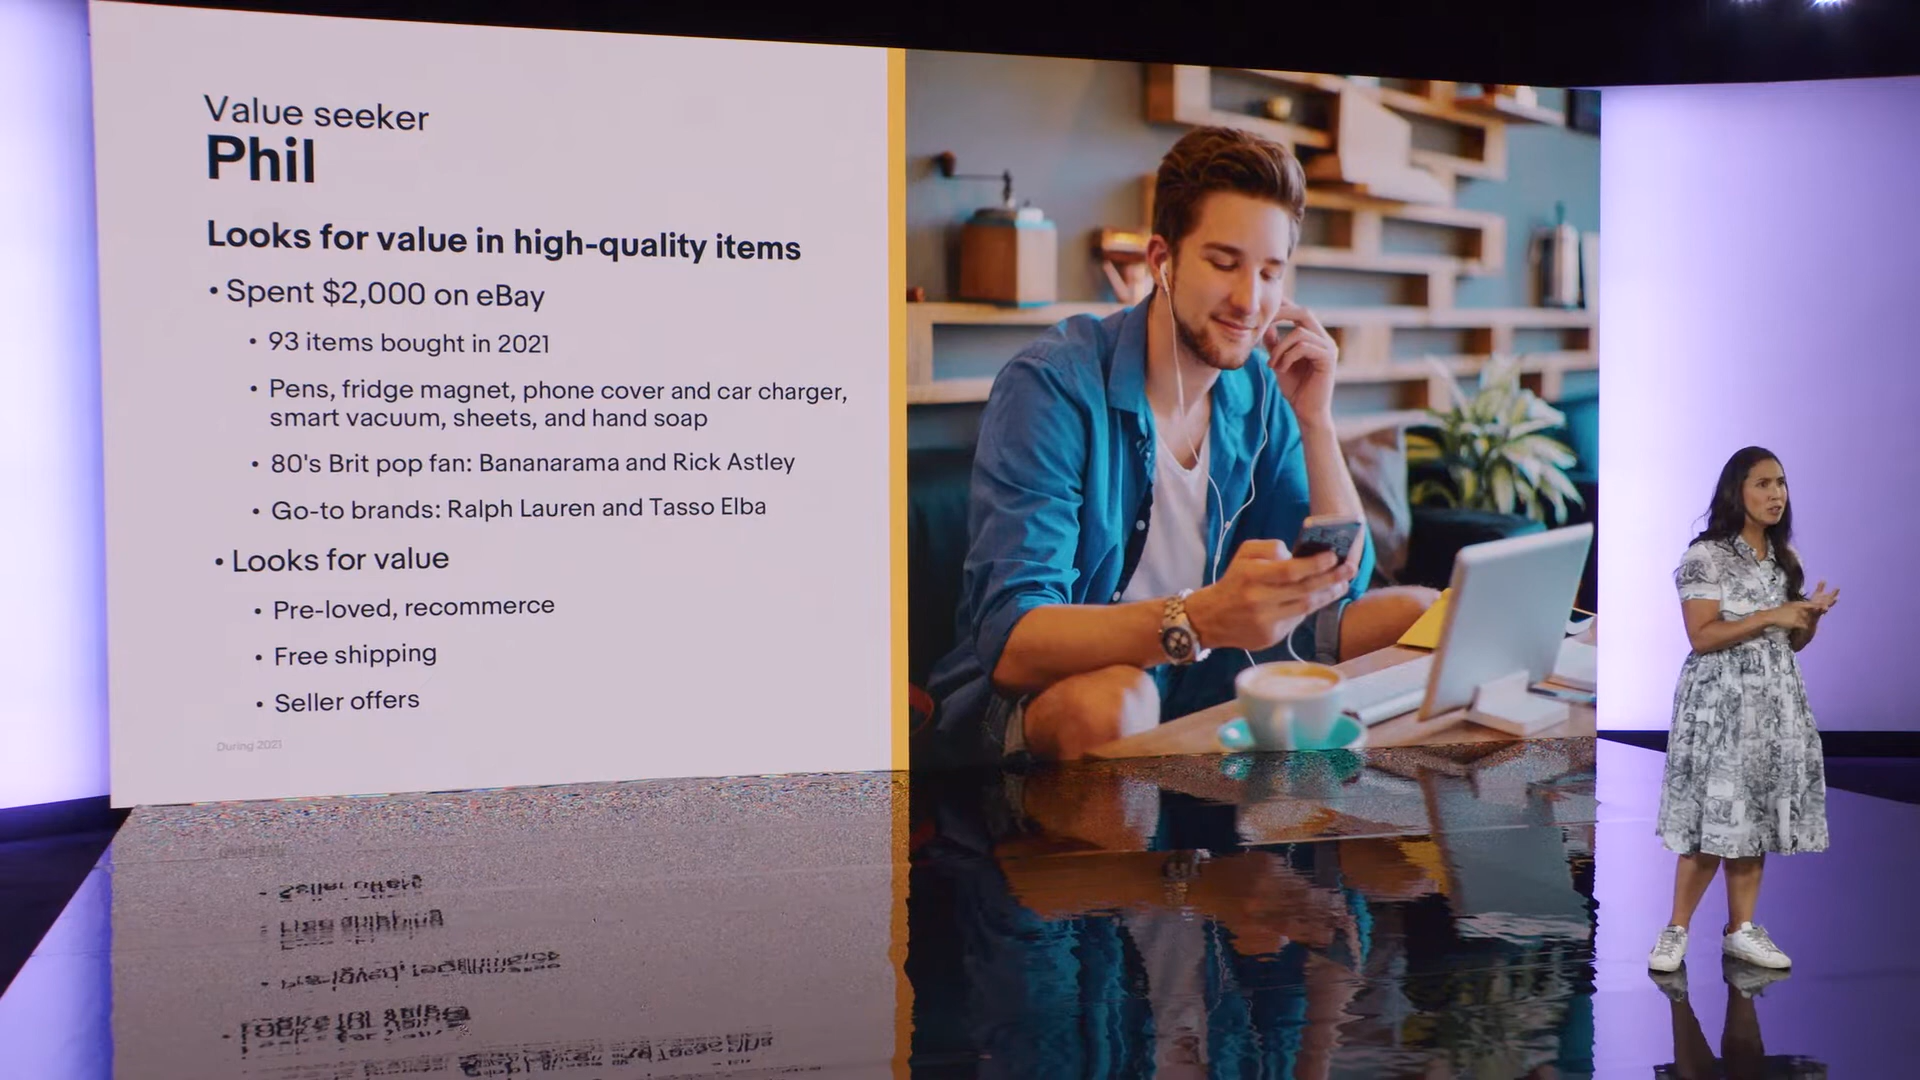 Value seeker
Phil
Looks for value in high-quality items
• Spent $2,000 on eBay
• 93 items bought in 2021
• Pens, fridge magnet, phone cover and car charger,
smart vacuum, sheets, and hand soap
• 80's Brit pop fan: Bananarama and Rick Astley
• Go-to brands: Ralph Lauren and Tasso Elba
• Looks for value
• Pre-loved, recommerce
• Free shipping
• Seller offers
During 2021